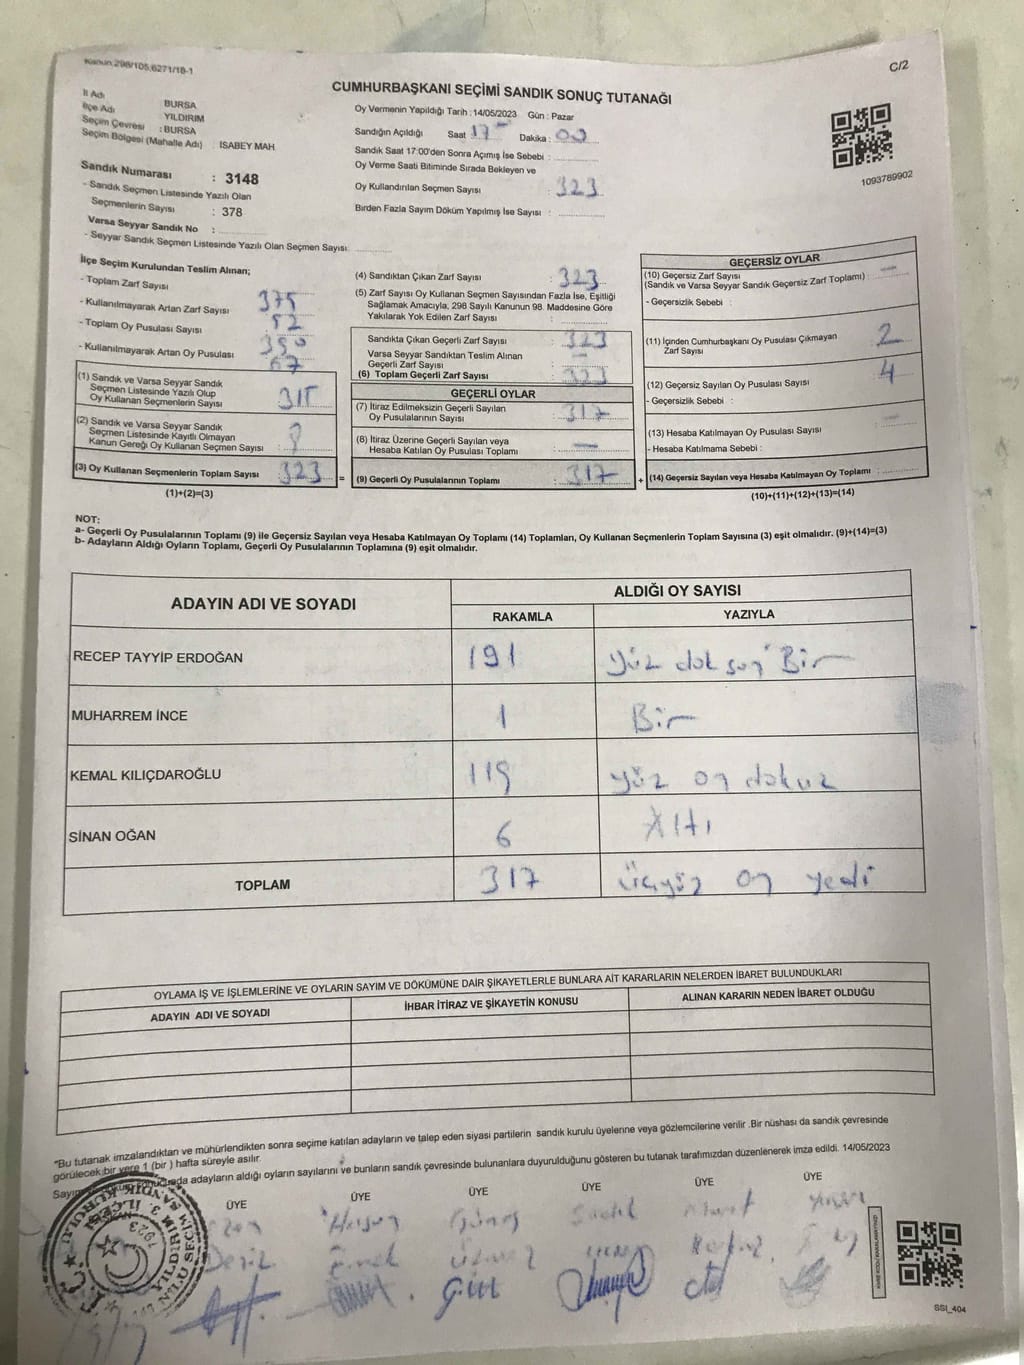 Kanun:298/105,6271/18-1
C/2
CUMHURBAŞKANI SEÇİMİ SANDIK SONUÇ TUTANAĞI
İl Adı BURSA
İlçe Adı YILDIRIM
Seçim Çevresi : BURSA
Seçim Bölgesi (Mahalle Adı) : ISABEY MAH.
Sandık Numarası : 3148
- Sandık Seçmen Listesinde Yazılı Olan
Seçmenlerin Sayısı : 378
Varsa Seyyar Sandık No :
- Seyyar Sandık Seçmen Listesinde Yazılı Olan Seçmen Sayısı:
Oy Vermenin Yapıldığı Tarih : 14/05/2023 Gün : Pazar
Sandığın Açıldığı Saat 17 Dakika : 00
Sandık Saat 17:00'den Sonra Açımış İse Sebebi :
Oy Verme Saati Bitiminde Sırada Bekleyen ve
Oy Kullandırılan Seçmen Sayısı : 323
Birden Fazla Sayım Döküm Yapılmış İse Sayısı :
1093789902
İlçe Seçim Kurulundan Teslim Alınan;
- Toplam Zarf Sayısı 375
- Kullanılmayarak Artan Zarf Sayısı 52
- Toplam Oy Pusulası Sayısı 390
- Kullanılmayarak Artan Oy Pusulası 67
(1) Sandık ve Varsa Seyyar Sandık
Seçmen Listesinde Yazılı Olup
Oy Kullanan Seçmenlerin Sayısı : 315
(2) Sandık ve Varsa Seyyar Sandık
Seçmen Listesinde Kayıtlı Olmayan
Kanun Gereği Oy Kullanan Seçmen Sayısı : 8
(3) Oy Kullanan Seçmenlerin Toplam Sayısı 323 =
(1)+(2)=(3)
(4) Sandıktan Çıkan Zarf Sayısı : 323
(5) Zarf Sayısı Oy Kullanan Seçmen Sayısından Fazla İse, Eşitliği
Sağlamak Amacıyla, 298 Sayılı Kanunun 98. Maddesine Göre
Yakılarak Yok Edilen Zarf Sayısı :
Sandıkta Çıkan Geçerli Zarf Sayısı : 323
Varsa Seyyar Sandıktan Teslim Alınan
Geçerli Zarf Sayısı : —
(6) Toplam Geçerli Zarf Sayısı : 323
GEÇERLİ OYLAR
(7) İtiraz Edilmeksizin Geçerli Sayılan
Oy Pusulalarının Sayısı : 317
(8) İtiraz Üzerine Geçerli Sayılan veya
Hesaba Katılan Oy Pusulası Toplamı : —
(9) Geçerli Oy Pusulalarının Toplamı : 317 +
GEÇERSİZ OYLAR
(10) Geçersiz Zarf Sayısı
(Sandık ve Varsa Seyyar Sandık Geçersiz Zarf Toplamı) : —
- Geçersizlik Sebebi :
(11) İçinden Cumhurbaşkanı Oy Pusulası Çıkmayan
Zarf Sayısı 2
(12) Geçersiz Sayılan Oy Pusulası Sayısı 4
- Geçersizlik Sebebi :
(13) Hesaba Katılmayan Oy Pusulası Sayısı : —
- Hesaba Katılmama Sebebi :
(14) Geçersiz Sayılan veya Hesaba Katılmayan Oy Toplamı :
(10)+(11)+(12)+(13)=(14)
NOT:
a- Geçerli Oy Pusulalarının Toplamı (9) ile Geçersiz Sayılan veya Hesaba Katılmayan Oy Toplamı (14) Toplamları, Oy Kullanan Seçmenlerin Toplam Sayısına (3) eşit olmalıdır. (9)+(14)=(3)
b- Adayların Aldığı Oyların Toplamı, Geçerli Oy Pusulalarının Toplamına (9) eşit olmalıdır.
ADAYIN ADI VE SOYADI ALDIĞI OY SAYISI
RAKAMLA YAZIYLA
RECEP TAYYİP ERDOĞAN 191 yüz doksan Bir
MUHARREM İNCE 1 Bir
KEMAL KILIÇDAROĞLU 119 yüz on dokuz
SİNAN OĞAN 6 Altı
TOPLAM 317 üçyüz on yedi
OYLAMA İŞ VE İŞLEMLERİNE VE OYLARIN SAYIM VE DÖKÜMÜNE DAİR ŞİKAYETLERLE BUNLARA AİT KARARLARIN NELERDEN İBARET BULUNDUKLARI
ADAYIN ADI VE SOYADI İHBAR İTİRAZ VE ŞİKAYETİN KONUSU ALINAN KARARIN NEDEN İBARET OLDUĞU
"Bu tutanak imzalandıktan ve mühürlendikten sonra seçime katılan adayların ve talep eden siyasi partilerin sandık kurulu üyelerine veya gözlemcilerine verilir .Bir nüshası da sandık çevresinde
görülecek bir yere 1 (bir ) hafta süreyle asılır.
adayların aldığı oyların sayılarını ve bunların sandık çevresinde bulunanlara duyurulduğunu gösteren bu tutanak tarafımızdan düzenlenerek imza edildi. 14/05/2023
ÜYE ÜYE ÜYE ÜYE ÜYE ÜYE
Hasan Güneş Sadık Murat
Deniz
SSİ_404